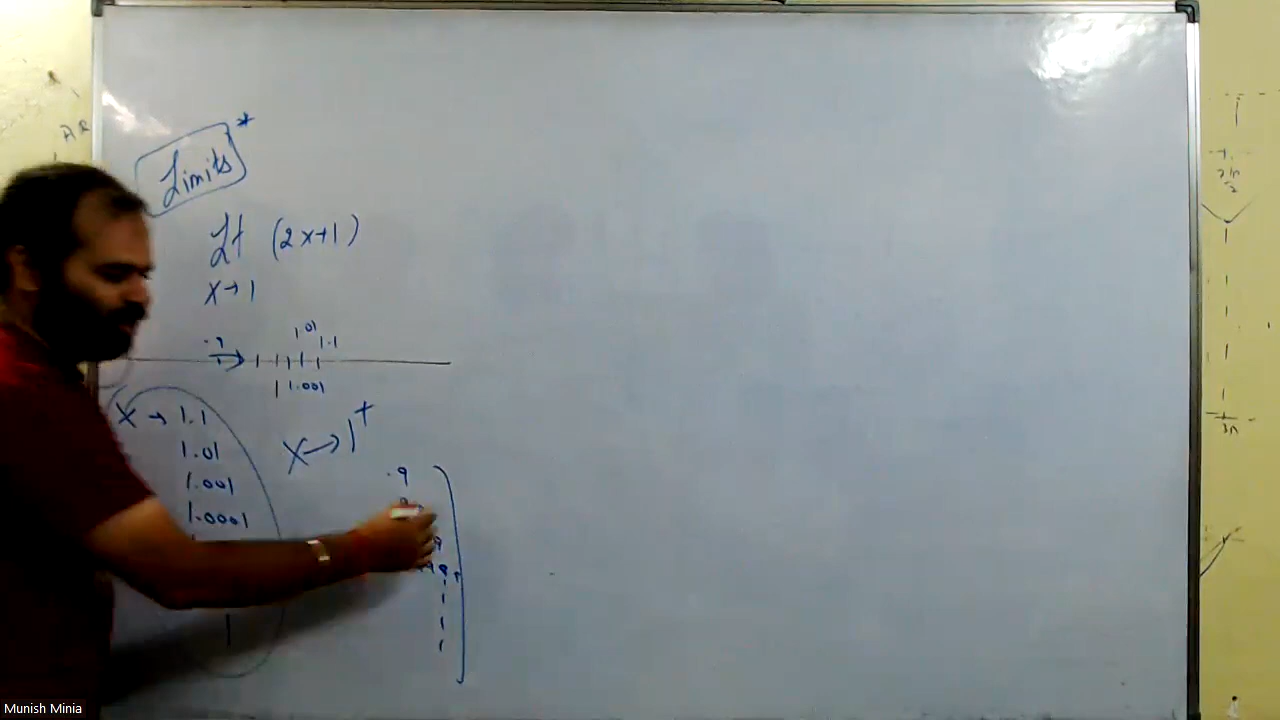 Limits *
Lt (2x+1)
x→1
.9 1.01 1.1
1 1.001
x → 1.1
1.01
1.001
1.0001
x → 1⁺
.9
Munish Minia